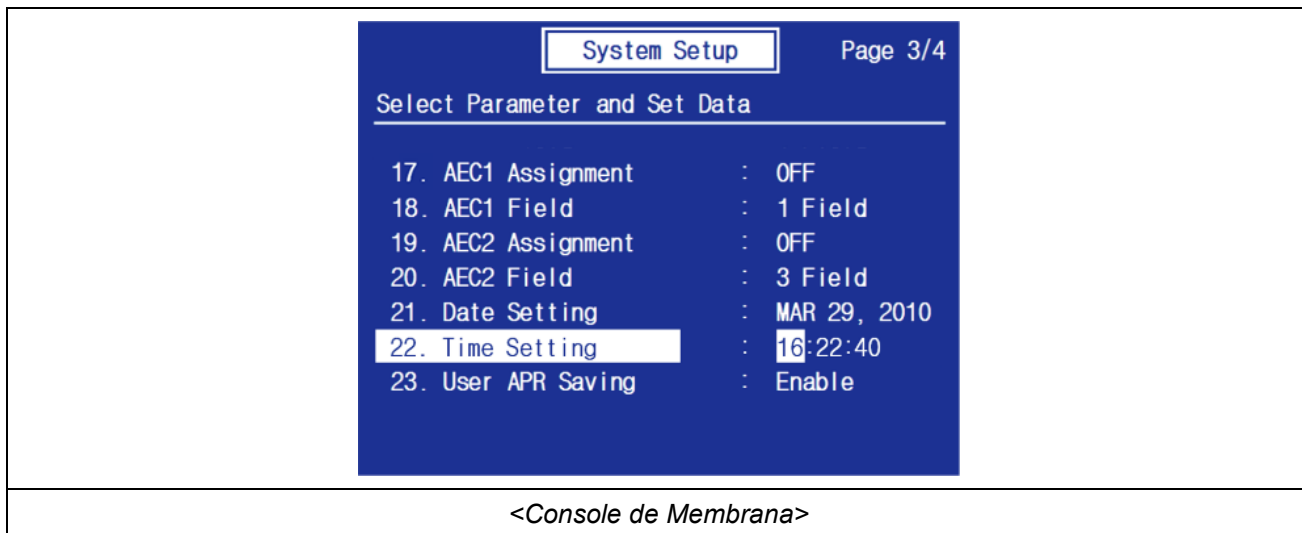 System Setup Page 3/4
Select Parameter and Set Data
17. AEC1 Assignment : OFF
18. AEC1 Field : 1 Field
19. AEC2 Assignment : OFF
20. AEC2 Field : 3 Field
21. Date Setting : MAR 29, 2010
22. Time Setting : 16:22:40
23. User APR Saving : Enable
<Console de Membrana>